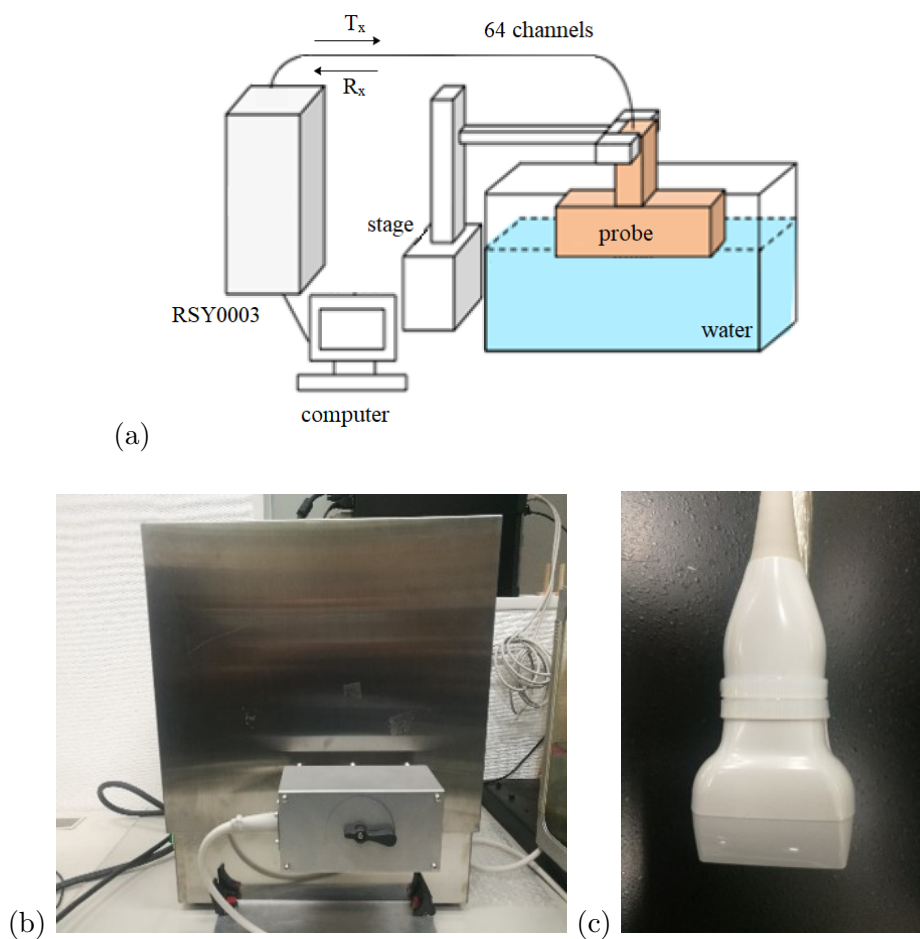 Tx
64 channels
Rx
stage
probe
RSY0003
water
computer
(a)
(b)
(c)